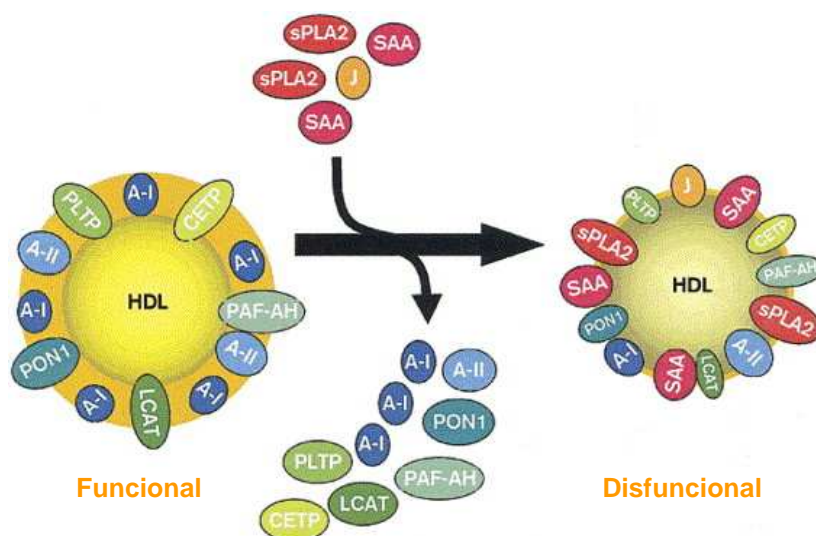 sPLA2
SAA
sPLA2
J
SAA
PLTP
A-I
CETP
A-II
A-I
HDL
A-I
PAF-AH
PON1
A-II
A-I
LCAT
A-I
Funcional
A-I
A-II
A-I
PON1
A-I
PLTP
PAF-AH
LCAT
CETP
J
PLTP
SAA
sPLA2
CETP
SAA
HDL
PAF-AH
sPLA2
PON1
A-I
A-II
SAA
LCAT
Disfuncional